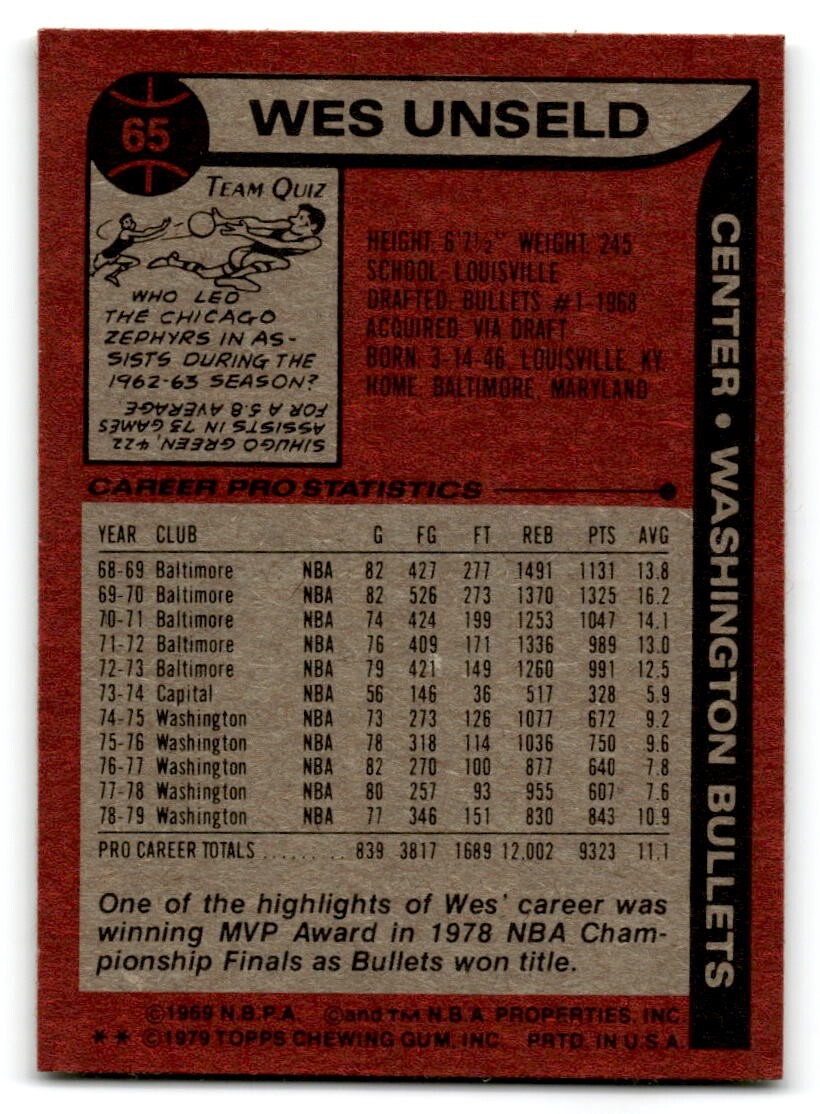 65
WES UNSELD
TEAM QUIZ
WHO LED
THE CHICAGO
ZEPHYRS IN AS-
SISTS DURING THE
1962-63 SEASON?
SIHUGO GREEN, 422
ASSISTS IN 73 GAMES
FOR A 5.8 AVERAGE
HEIGHT: 6'7½" WEIGHT: 245
SCHOOL: LOUISVILLE
DRAFTED: BULLETS #1-1968
ACQUIRED: VIA DRAFT
BORN: 3-14-46, LOUISVILLE, KY.
HOME: BALTIMORE, MARYLAND
CENTER • WASHINGTON BULLETS
CAREER PRO STATISTICS
YEAR CLUB G FG FT REB PTS AVG
68-69 Baltimore NBA 82 427 277 1491 1131 13.8
69-70 Baltimore NBA 82 526 273 1370 1325 16.2
70-71 Baltimore NBA 74 424 199 1253 1047 14.1
71-72 Baltimore NBA 76 409 171 1336 989 13.0
72-73 Baltimore NBA 79 421 149 1260 991 12.5
73-74 Capital NBA 56 146 36 517 328 5.9
74-75 Washington NBA 73 273 126 1077 672 9.2
75-76 Washington NBA 78 318 114 1036 750 9.6
76-77 Washington NBA 82 270 100 877 640 7.8
77-78 Washington NBA 80 257 93 955 607 7.6
78-79 Washington NBA 77 346 151 830 843 10.9
PRO CAREER TOTALS ......... 839 3817 1689 12,002 9323 11.1
One of the highlights of Wes' career was
winning MVP Award in 1978 NBA Cham-
pionship Finals as Bullets won title.
©1969 N.B.P.A. ©and TM N.B.A. PROPERTIES, INC.
** ©1979 TOPPS CHEWING GUM, INC. PRTD. IN U.S.A.